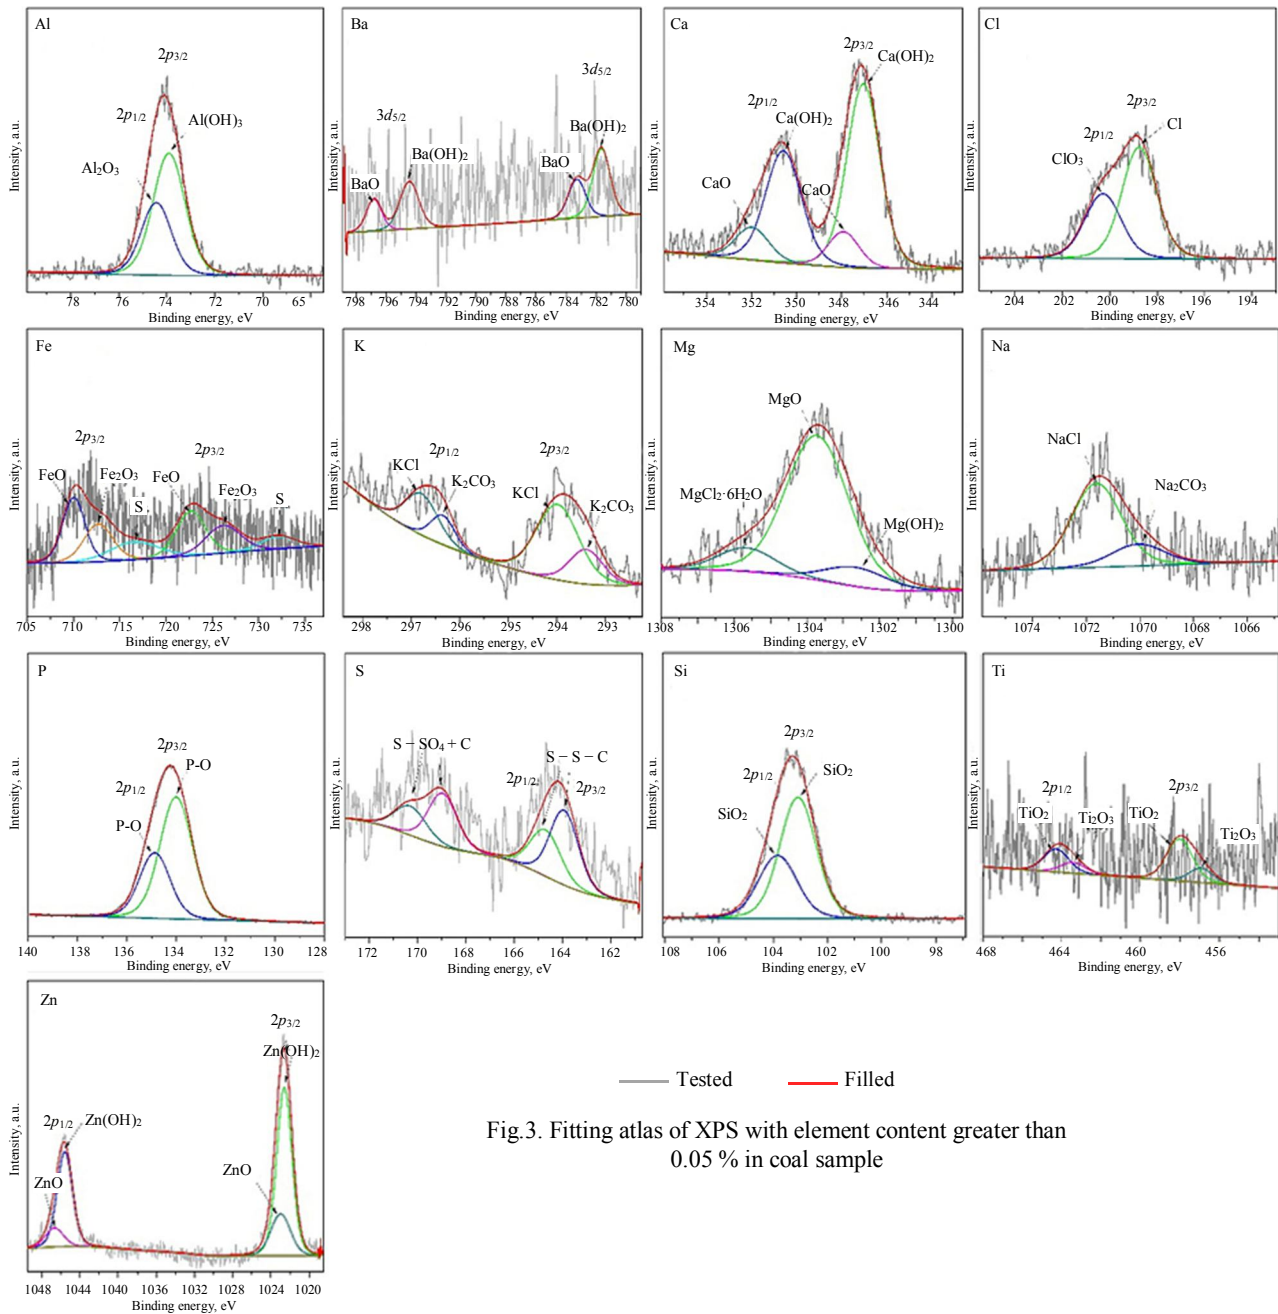 Al
2p3/2
2p1/2
Al(OH)3
Al2O3
Intensity, a.u.
78 76 74 72 70 65
Binding energy, eV
Ba
3d5/2
3d5/2
Ba(OH)2
Ba(OH)2
BaO
BaO
Intensity, a.u.
798 796 794 792 790 788 786 784 782 780
Binding energy, eV
Ca
2p3/2
Ca(OH)2
2p1/2
Ca(OH)2
CaO
CaO
Intensity, a.u.
354 352 350 348 346 344
Binding energy, eV
Cl
2p3/2
2p1/2
Cl
ClO3
Intensity, a.u.
204 202 200 198 196 194
Binding energy, eV
Fe
2p3/2
2p3/2
FeO
Fe2O3
FeO
Fe2O3
S
S
Intensity, a.u.
705 710 715 720 725 730 735
Binding energy, eV
K
2p1/2
2p3/2
KCl
K2CO3
KCl
K2CO3
Intensity, a.u.
298 297 296 295 294 293
Binding energy, eV
Mg
MgO
MgCl2·6H2O
Mg(OH)2
Intensity, a.u.
1308 1306 1304 1302 1300
Binding energy, eV
Na
NaCl
Na2CO3
Intensity, a.u.
1074 1072 1070 1068 1066
Binding energy, eV
P
2p3/2
P-O
2p1/2
P-O
Intensity, a.u.
140 138 136 134 132 130 128
Binding energy, eV
S
S – SO4 + C
S – S – C
2p1/2
2p3/2
Intensity, a.u.
172 170 168 166 164 162
Binding energy, eV
Si
2p3/2
2p1/2
SiO2
SiO2
Intensity, a.u.
108 106 104 102 100 98
Binding energy, eV
Ti
2p1/2
2p3/2
TiO2
Ti2O3
TiO2
Ti2O3
Intensity, a.u.
468 464 460 456
Binding energy, eV
Zn
2p3/2
Zn(OH)2
2p1/2
Zn(OH)2
ZnO
ZnO
Intensity, a.u.
1048 1044 1040 1036 1032 1028 1024 1020
Binding energy, eV
Tested Filled
Fig.3. Fitting atlas of XPS with element content greater than
0.05 % in coal sample